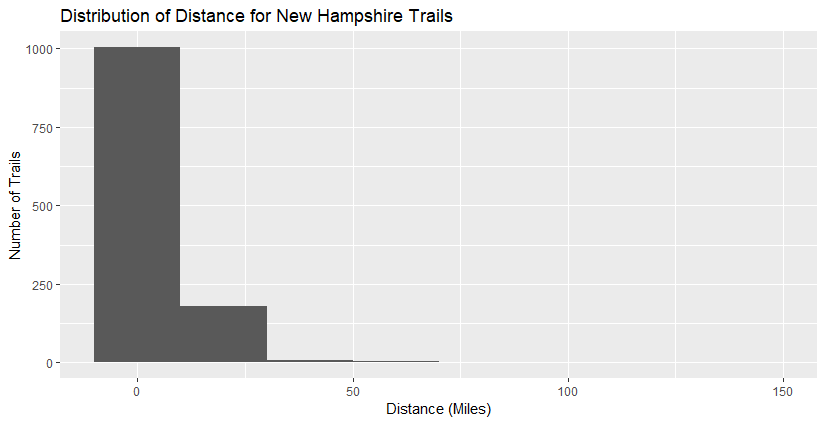 Distribution of Distance for New Hampshire Trails
1000
750
500
250
0
Number of Trails
0 50 100 150
Distance (Miles)